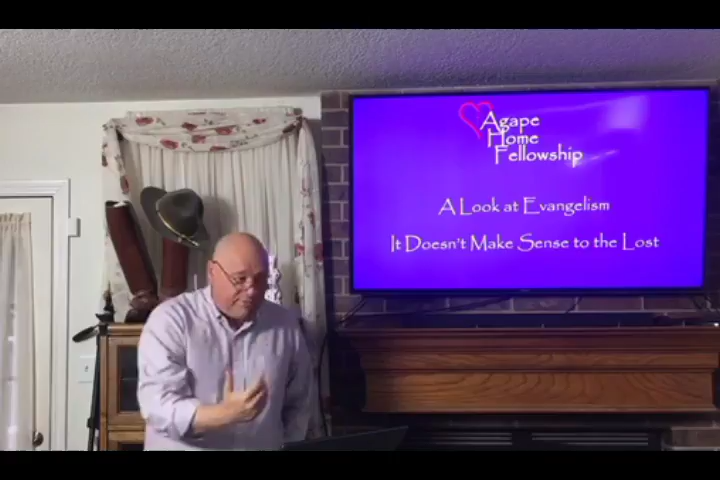 Agape
Home
Fellowship
A Look at Evangelism
It Doesn't Make Sense to the Lost